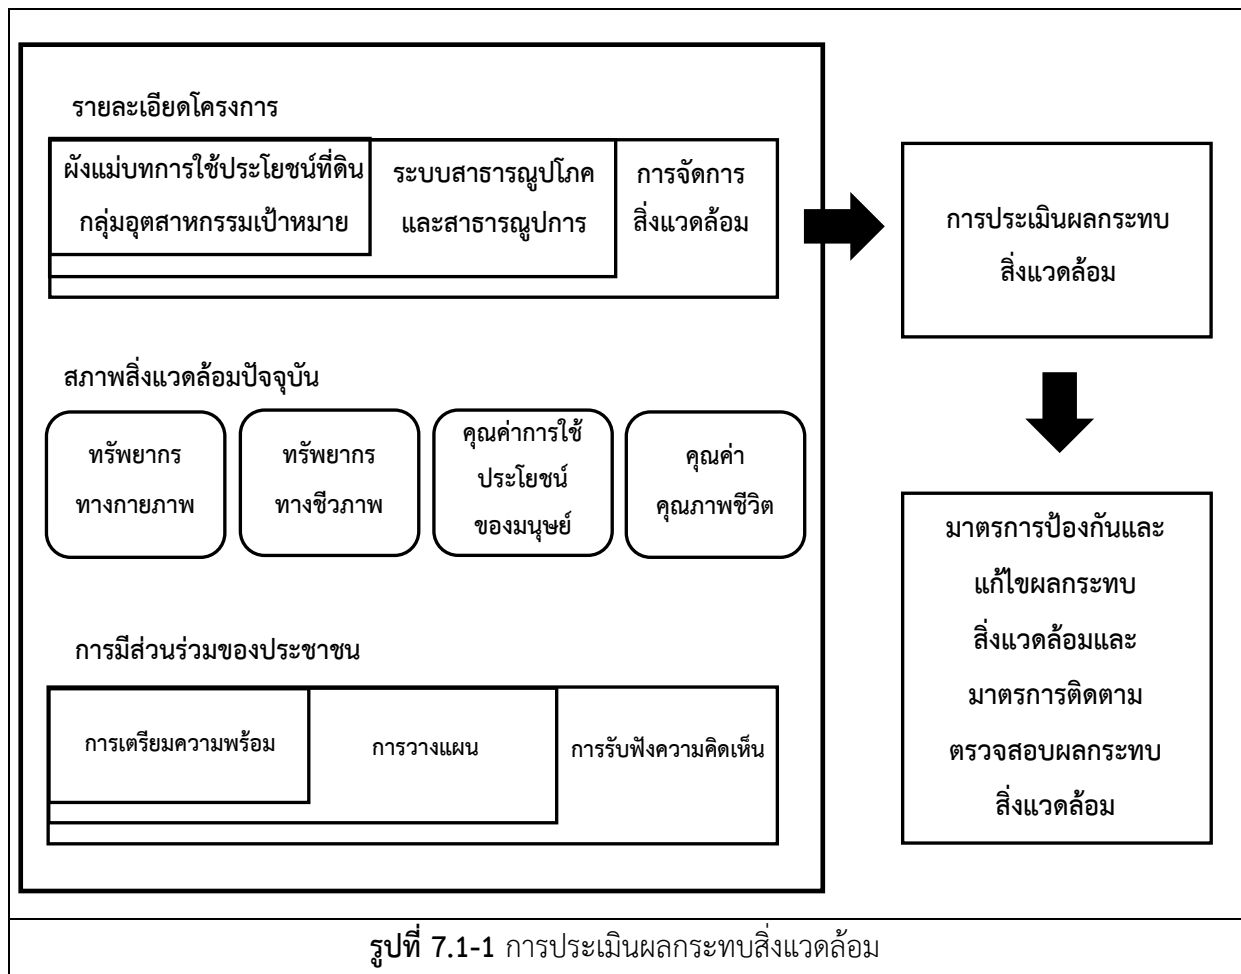 รายละเอียดโครงการ
ผังแม่บทการใช้ประโยชน์ที่ดิน
กลุ่มอุตสาหกรรมเป้าหมาย
ระบบสาธารณูปโภค
และสาธารณูปการ
การจัดการ
สิ่งแวดล้อม
สภาพสิ่งแวดล้อมปัจจุบัน
ทรัพยากร
ทางกายภาพ
ทรัพยากร
ทางชีวภาพ
คุณค่าการใช้
ประโยชน์
ของมนุษย์
คุณค่า
คุณภาพชีวิต
การมีส่วนร่วมของประชาชน
การเตรียมความพร้อม
การวางแผน
การรับฟังความคิดเห็น
การประเมินผลกระทบ
สิ่งแวดล้อม
มาตรการป้องกันและ
แก้ไขผลกระทบ
สิ่งแวดล้อมและ
มาตรการติดตาม
ตรวจสอบผลกระทบ
สิ่งแวดล้อม
รูปที่ 7.1-1 การประเมินผลกระทบสิ่งแวดล้อม